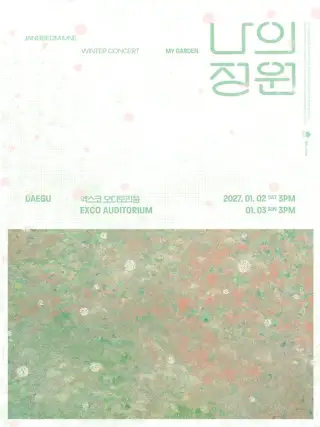 JANGBEOMJUNE
WINTER CONCERT
MY GARDEN
나의
정원
DAEGU
엑스코 오디토리움
EXCO AUDITORIUM
2027. 01. 02 SAT 3PM
01. 03 SUN 3PM